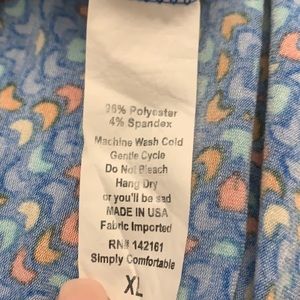 96% Polyester
4% Spandex
Machine Wash Cold
Gentle Cycle
Do Not Bleach
Hang Dry
or you'll be sad
MADE IN USA
Fabric Imported
RN# 142161
Simply Comfortable
XL